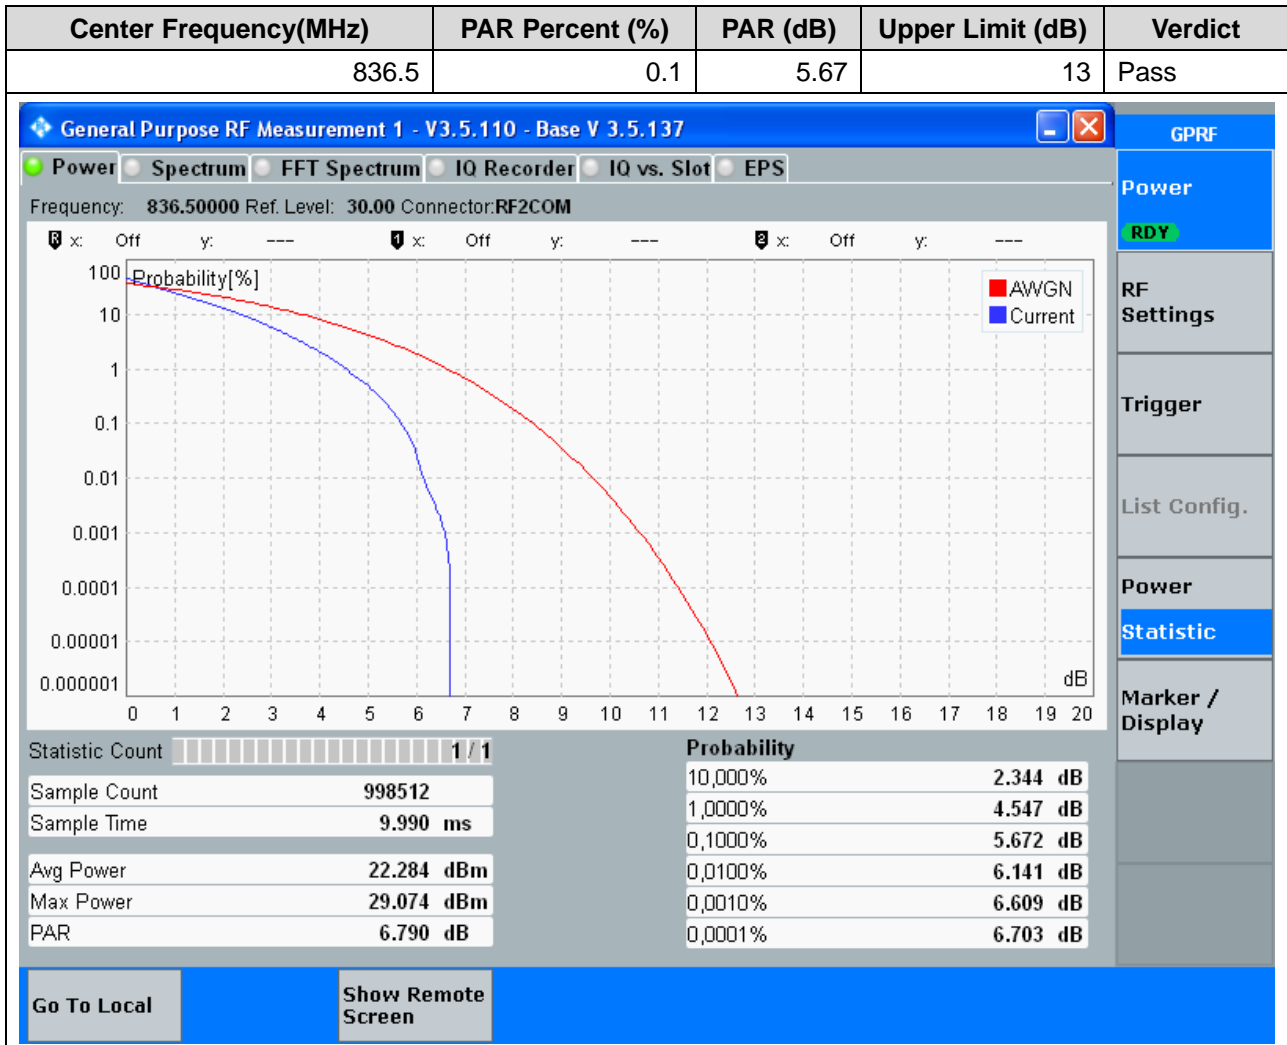 Center Frequency(MHz) PAR Percent (%) PAR (dB) Upper Limit (dB) Verdict
836.5 0.1 5.67 13 Pass
General Purpose RF Measurement 1 - V3.5.110 - Base V 3.5.137
GPRF
Power Spectrum FFT Spectrum IQ Recorder IQ vs. Slot EPS
Power
RDY
Frequency: 836.50000 Ref. Level: 30.00 Connector:RF2COM
R x: Off y: --- 1 x: Off y: --- 2 x: Off y: ---
Probability[%]
AWGN
Current
100
10
1
0.1
0.01
0.001
0.0001
0.00001
0.000001
dB
0 1 2 3 4 5 6 7 8 9 10 11 12 13 14 15 16 17 18 19 20
RF
Settings
Trigger
List Config.
Power
Statistic
Marker /
Display
Statistic Count 1 / 1
Sample Count 998512
Sample Time 9.990 ms
Avg Power 22.284 dBm
Max Power 29.074 dBm
PAR 6.790 dB
Probability
10,000% 2.344 dB
1,0000% 4.547 dB
0,1000% 5.672 dB
0,0100% 6.141 dB
0,0010% 6.609 dB
0,0001% 6.703 dB
Go To Local
Show Remote
Screen